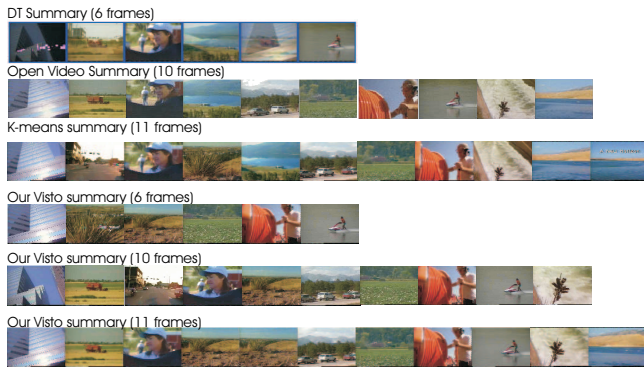 DT Summary (6 frames)
Open Video Summary (10 frames)
K-means summary (11 frames)
Our Visto summary (6 frames)
Our Visto summary (10 frames)
Our Visto summary (11 frames)